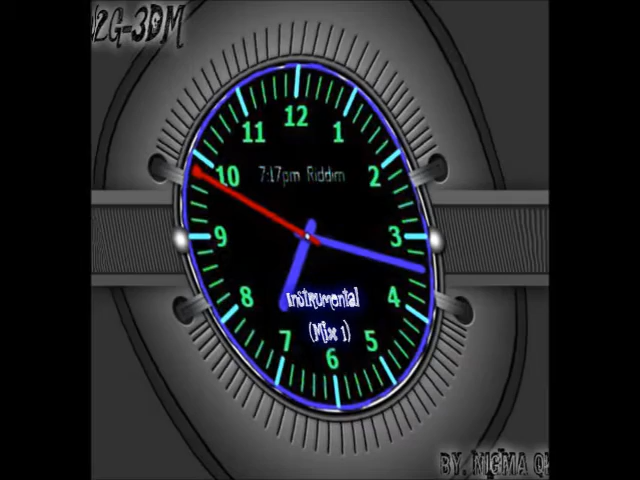 2G-3DM
12
11 1
10 2
7:17pm Riddim
9 3
8 4
Instrumental
(Mix 1)
7 5
6
BY. NIGMA